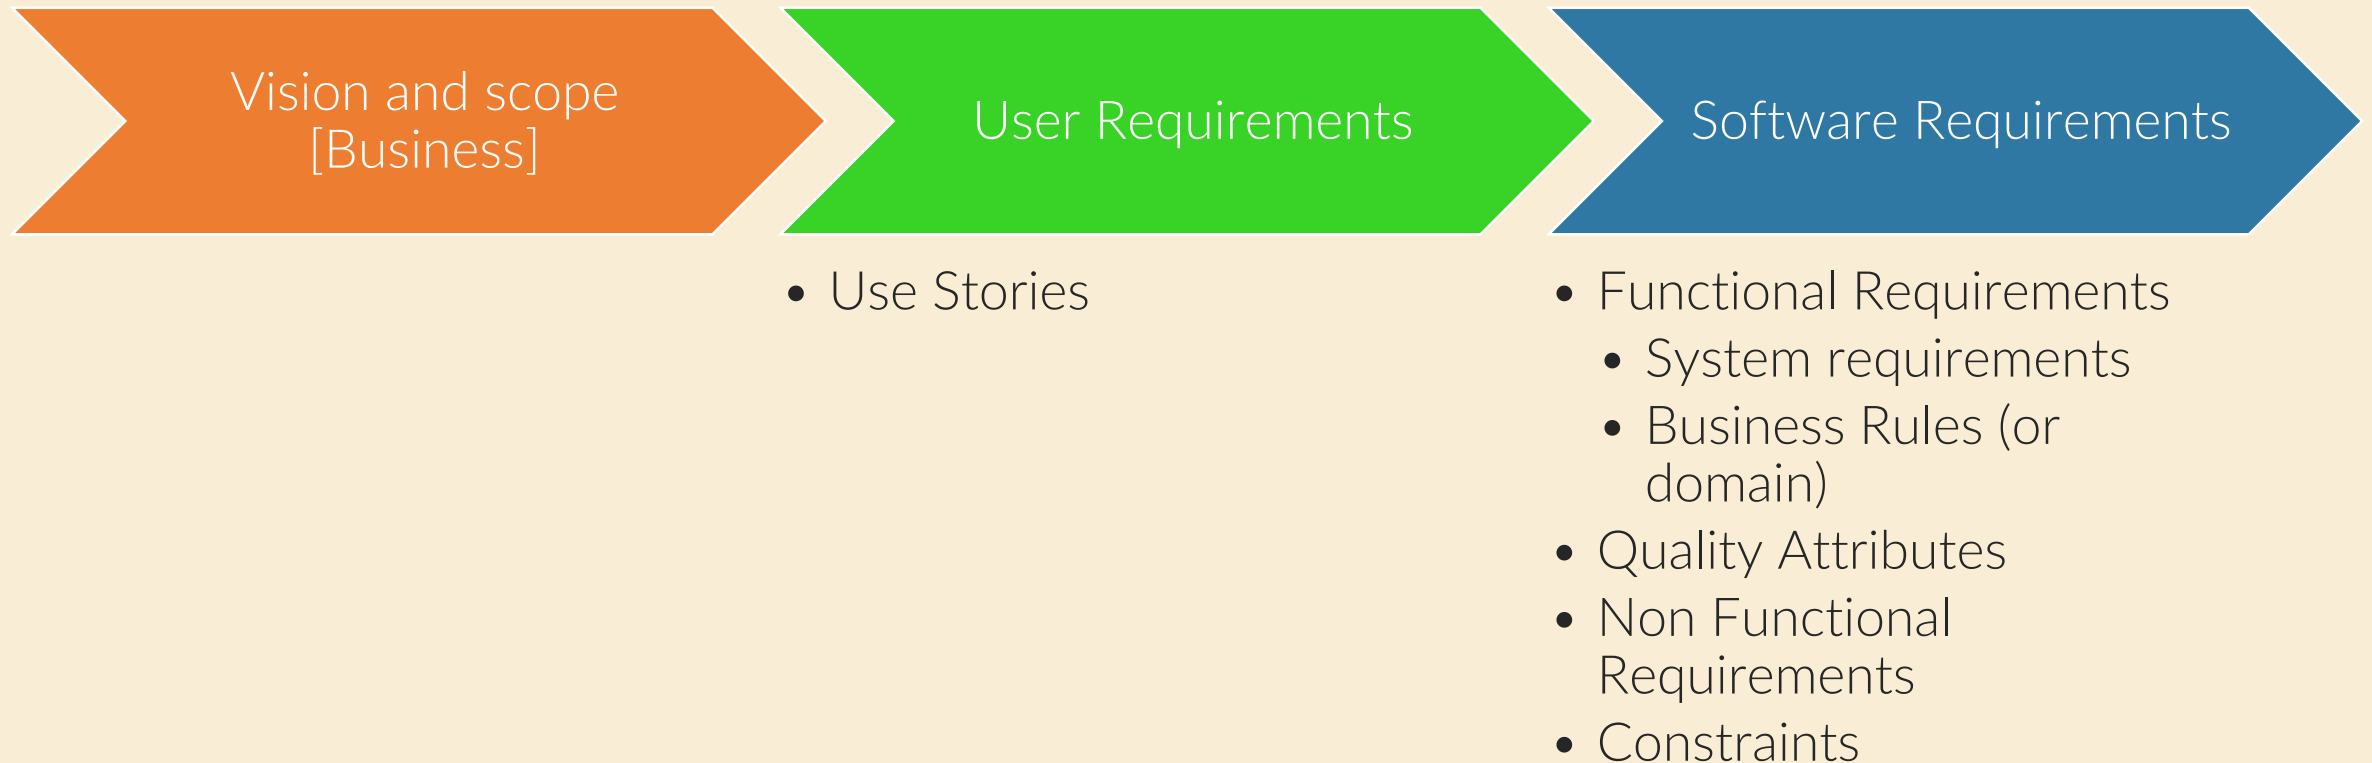 Vision and scope
[Business]
User Requirements
Software Requirements
• Use Stories
• Functional Requirements
• System requirements
• Business Rules (or
domain)
• Quality Attributes
• Non Functional
Requirements
• Constraints